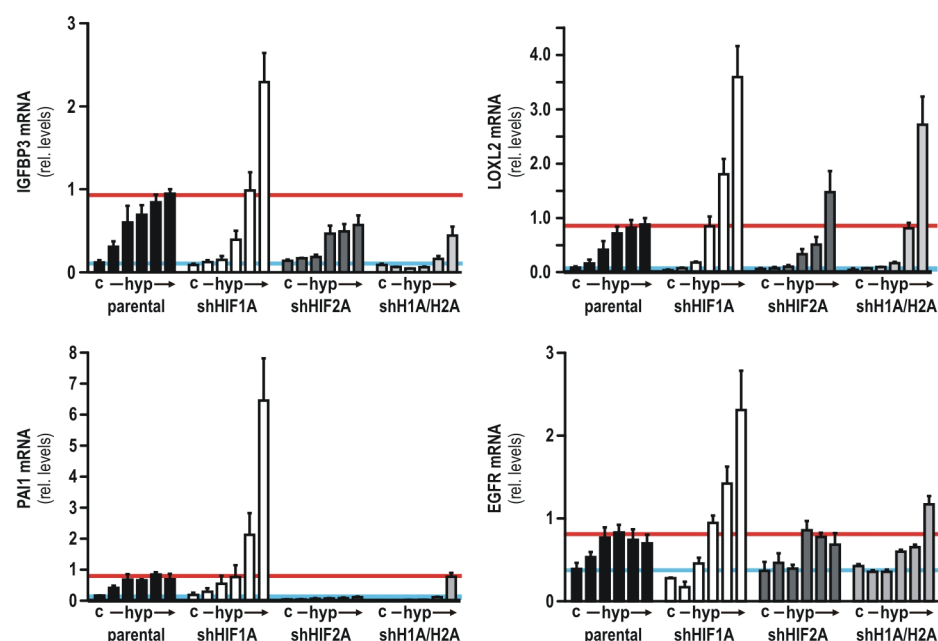 IGFBP3 mRNA
(rel. levels)
3
2
1
0
c –hyp→ c –hyp→ c –hyp→ c –hyp→
parental shHIF1A shHIF2A shH1A/H2A
LOXL2 mRNA
(rel. levels)
4.0
3.0
2.0
1.0
0.0
c –hyp→ c –hyp→ c –hyp→ c –hyp→
parental shHIF1A shHIF2A shH1A/H2A
PAI1 mRNA
(rel. levels)
8
7
6
5
4
3
2
1
0
c –hyp→ c –hyp→ c –hyp→ c –hyp→
parental shHIF1A shHIF2A shH1A/H2A
EGFR mRNA
(rel. levels)
3
2
1
0
c –hyp→ c –hyp→ c –hyp→ c –hyp→
parental shHIF1A shHIF2A shH1A/H2A